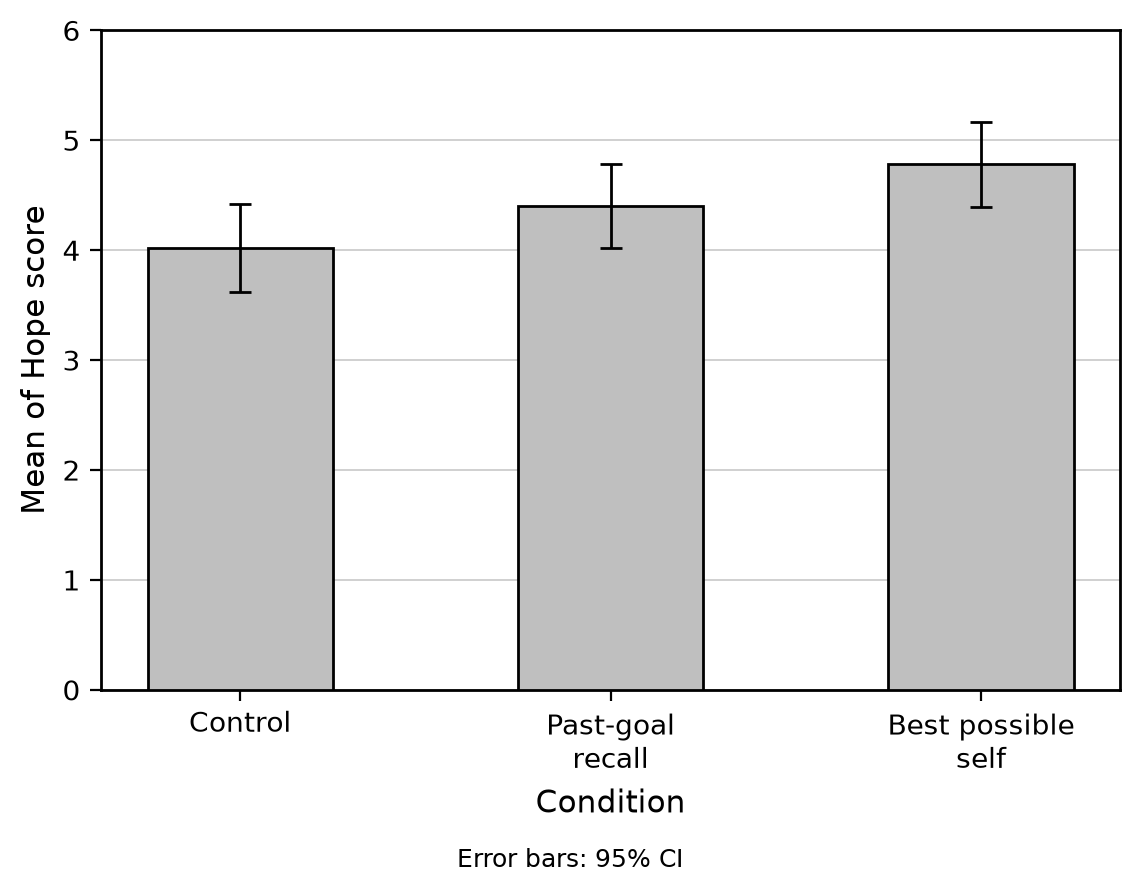 6
5
4
3
2
1
0
Mean of Hope score
Control
Past-goal
recall
Best possible
self
Condition
Error bars: 95% CI